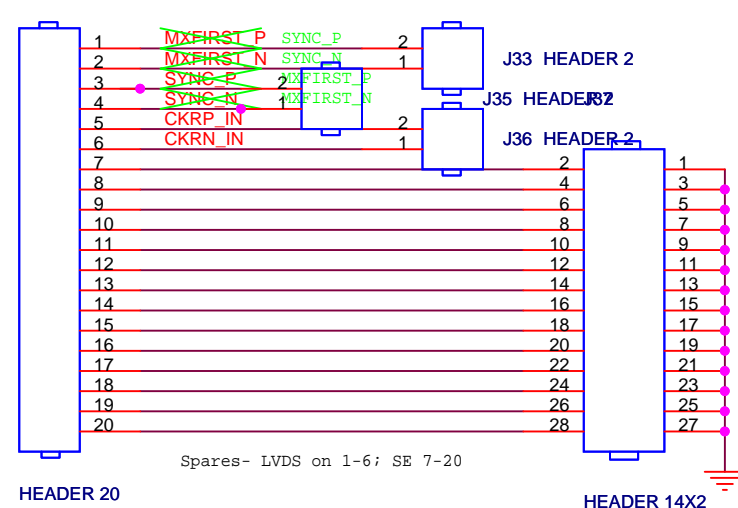 1 MXFIRST_P SYNC_P 2
2 MXFIRST_N SYNC_N 1 J33 HEADER 2
3 SYNC_P 2 MXFIRST_P
4 SYNC_N 1 MXFIRST_N J35 HEADER 2 J37
5 CKRP_IN 2
6 CKRN_IN 1 J36 HEADER 2
7 2 1
8 4 3
9 6 5
10 8 7
11 10 9
12 12 11
13 14 13
14 16 15
15 18 17
16 20 19
17 22 21
18 24 23
19 26 25
20 28 27
Spares- LVDS on 1-6; SE 7-20
HEADER 20
HEADER 14X2